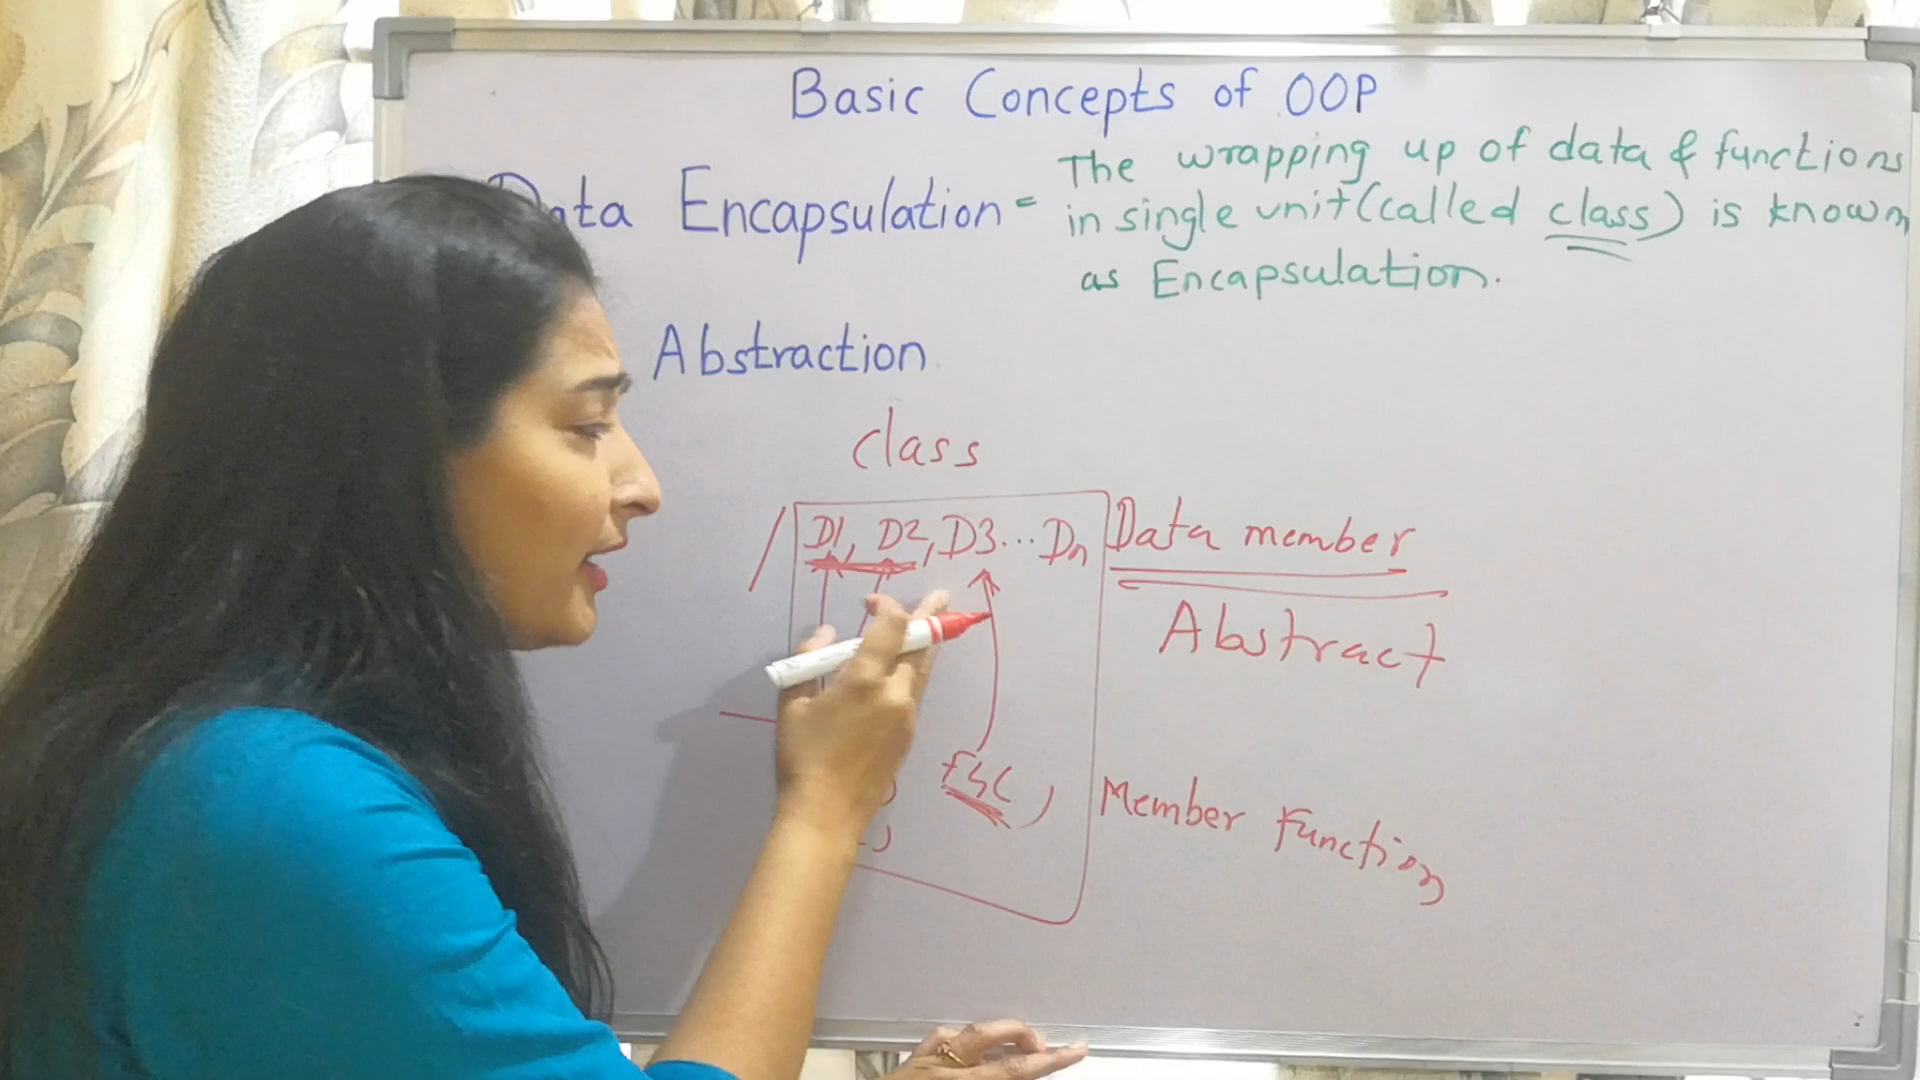 Basic Concepts of OOP
Data Encapsulation = The wrapping up of data & functions
in single unit (called class) is known
as Encapsulation.
Abstraction
class
D1, D2, D3... Dn Data member
Abstract
Member Function